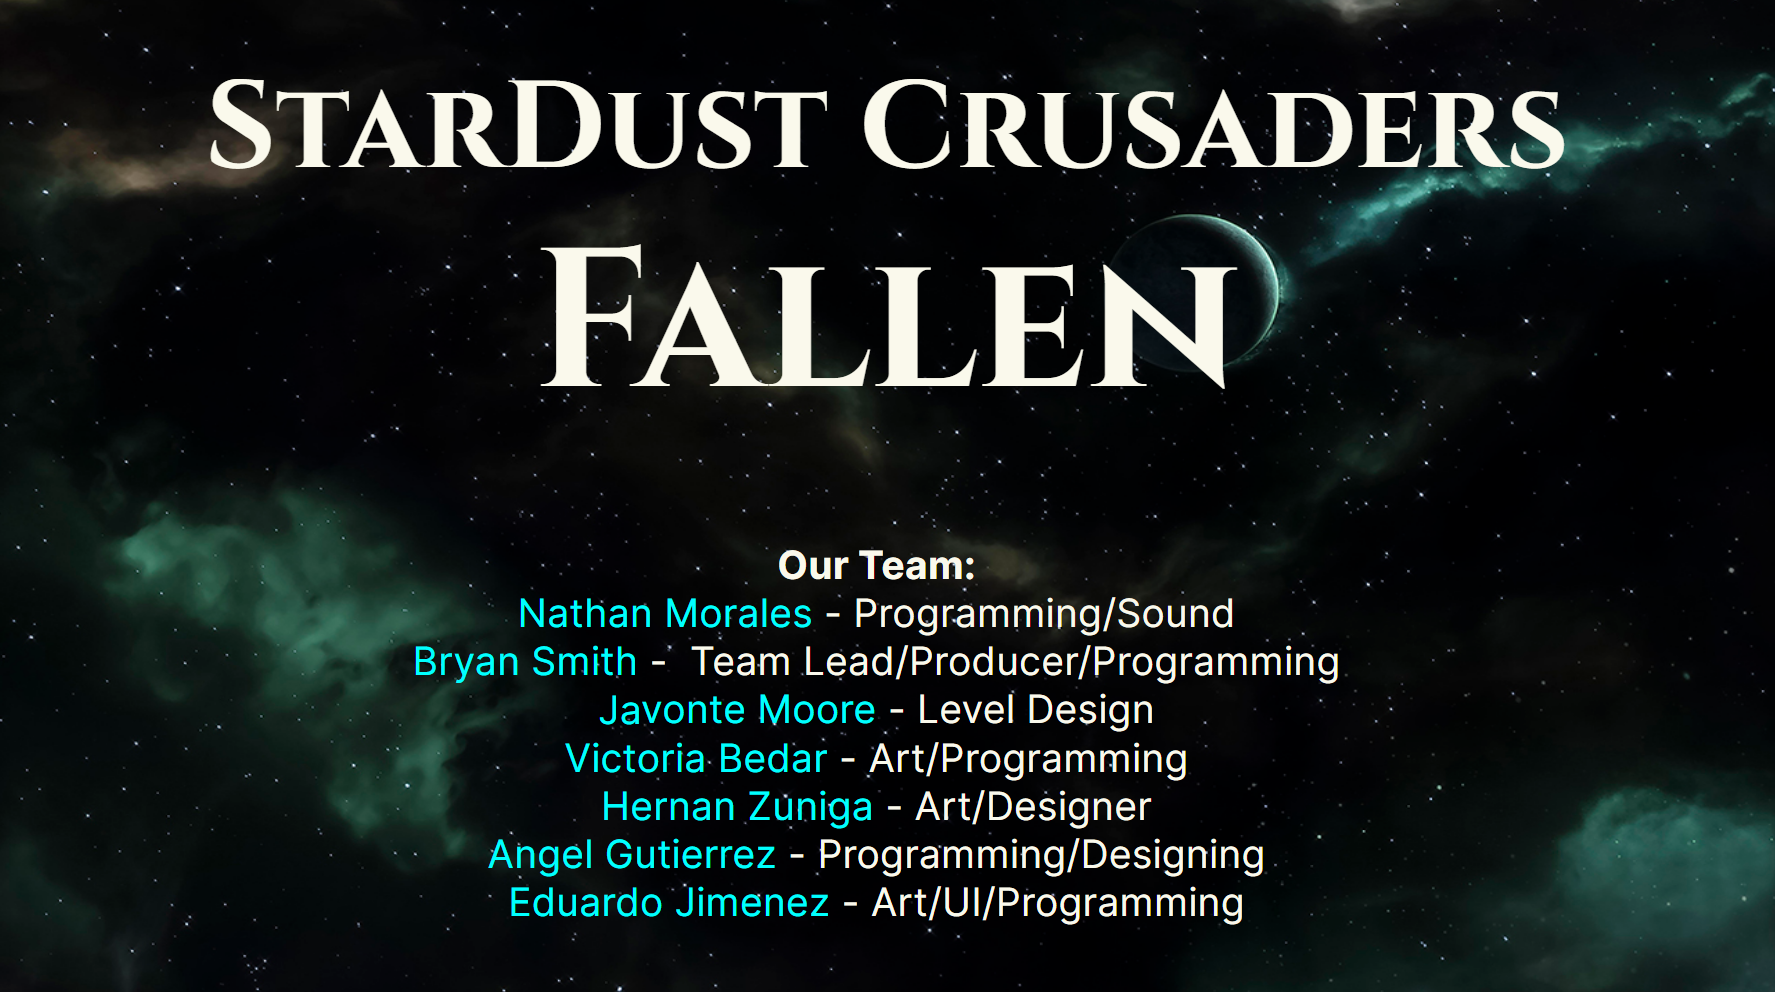 StarDust Crusaders
Fallen
Our Team:
Nathan Morales - Programming/Sound
Bryan Smith -  Team Lead/Producer/Programming
Javonte Moore - Level Design
Victoria Bedar - Art/Programming
Hernan Zuniga - Art/Designer
Angel Gutierrez - Programming/Designing
Eduardo Jimenez - Art/UI/Programming